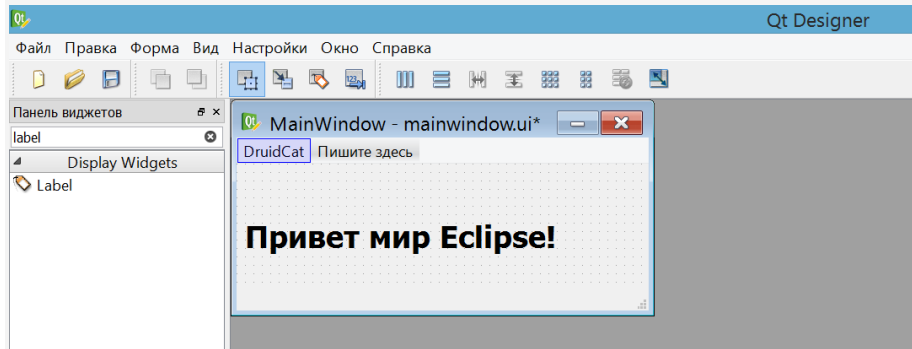 Qt Designer
Файл Правка Форма Вид Настройки Окно Справка
Панель виджетов
label
Display Widgets
Label
MainWindow - mainwindow.ui*
DruidCat Пишите здесь
Привет мир Eclipse!